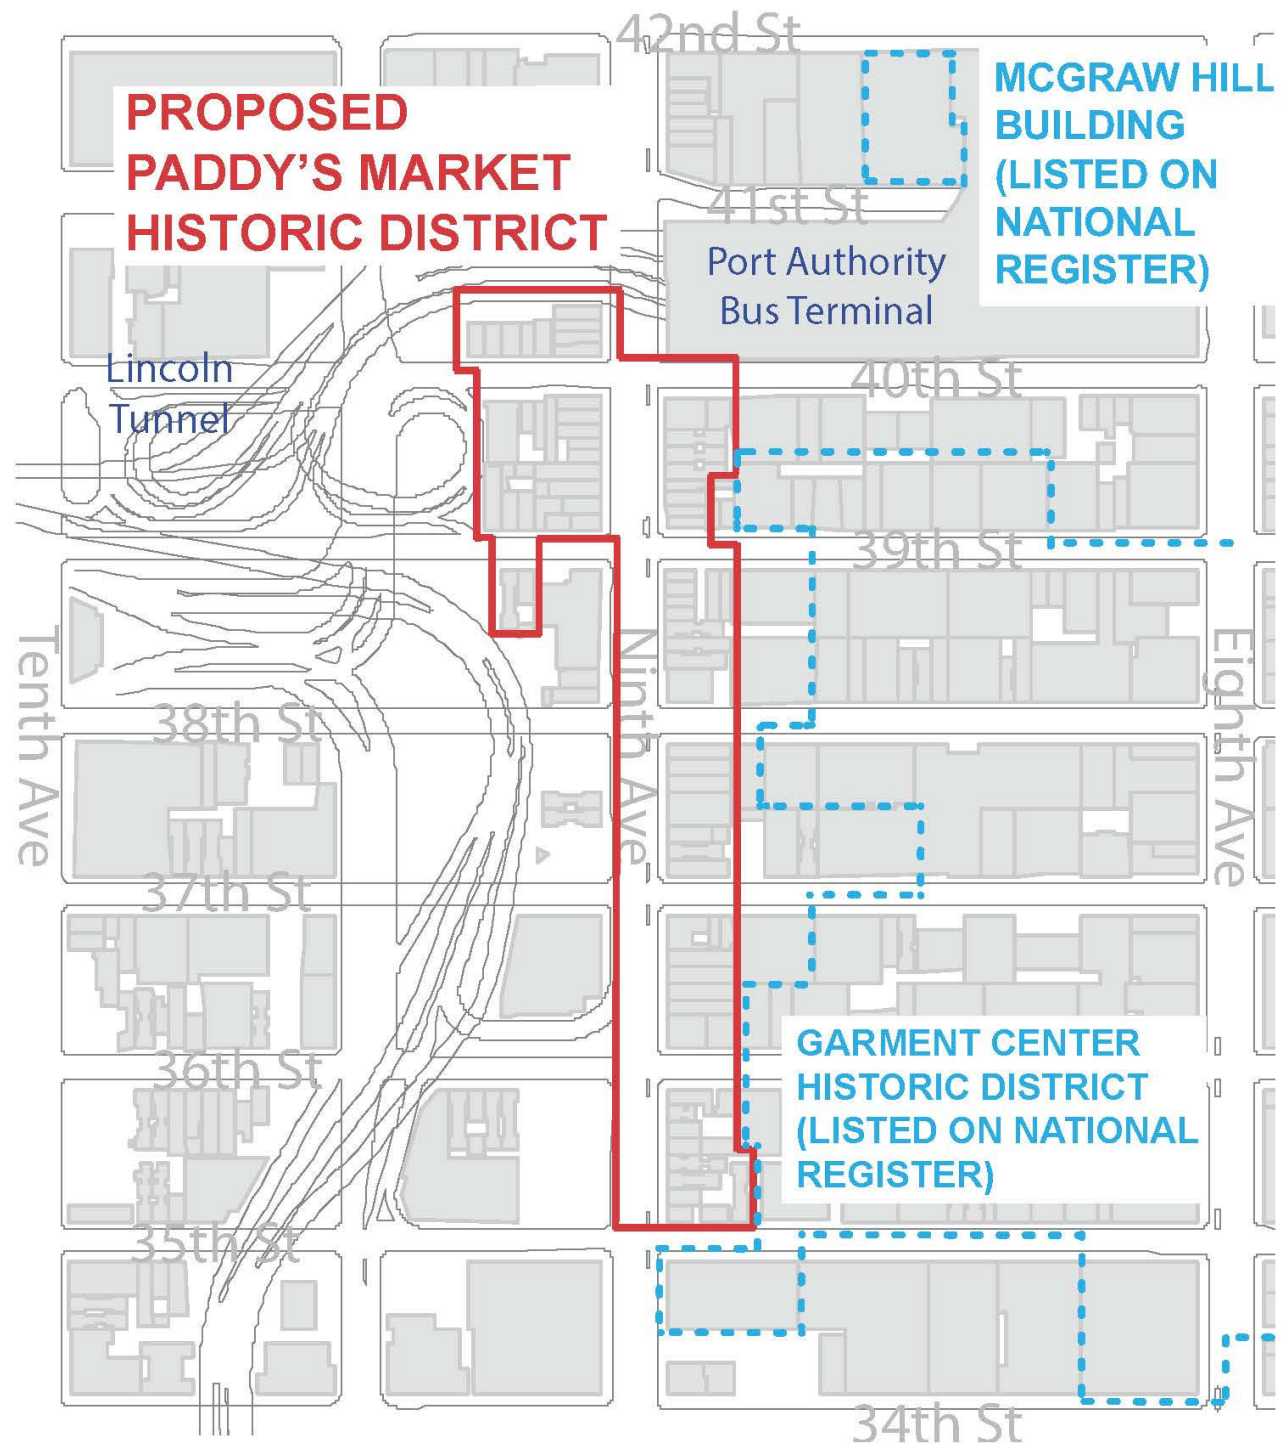 42nd St
PROPOSED
PADDY'S MARKET
HISTORIC DISTRICT
MCGRAW HILL
BUILDING
(LISTED ON
NATIONAL
REGISTER)
41st St
Port Authority
Bus Terminal
Lincoln
Tunnel
40th St
39th St
Tenth Ave
Ninth Ave
Eighth Ave
38th St
37th St
36th St
GARMENT CENTER
HISTORIC DISTRICT
(LISTED ON NATIONAL
REGISTER)
35th St
34th St